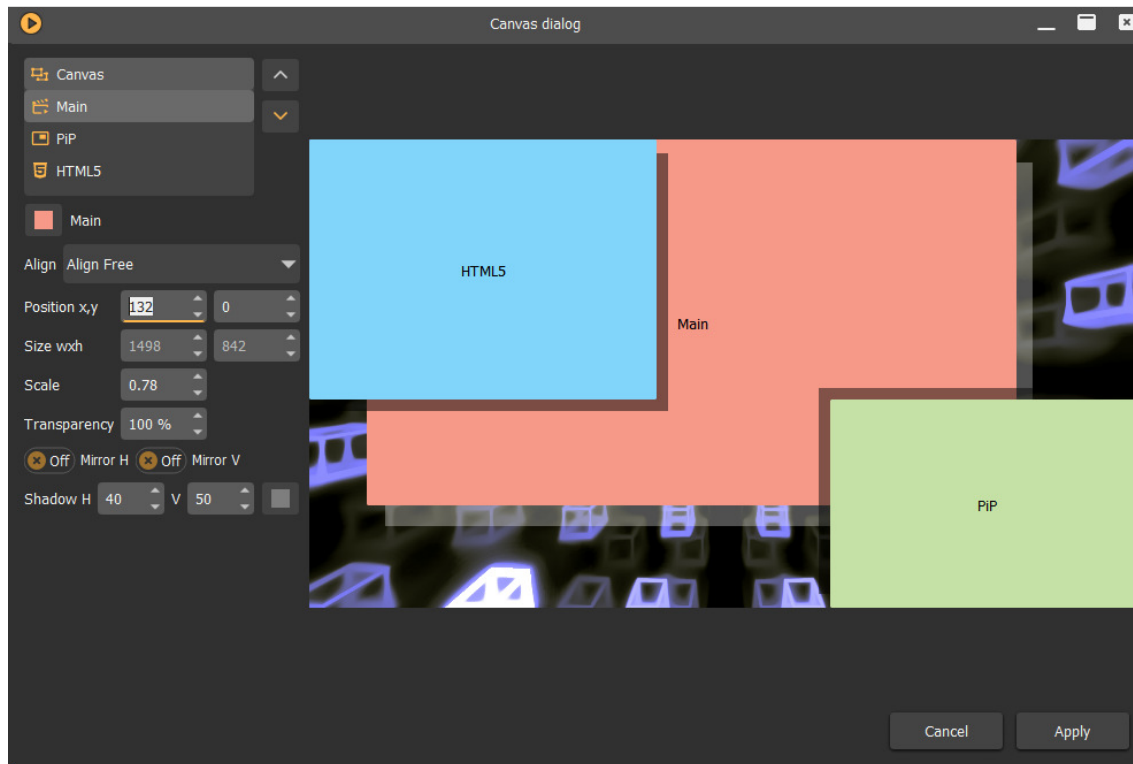 Canvas dialog
Canvas
Main
PiP
HTML5
Main
Align Align Free
Position x,y 132 0
Size wxh 1498 842
Scale 0.78
Transparency 100 %
Off Mirror H Off Mirror V
Shadow H 40 V 50
HTML5
Main
PiP
Cancel Apply